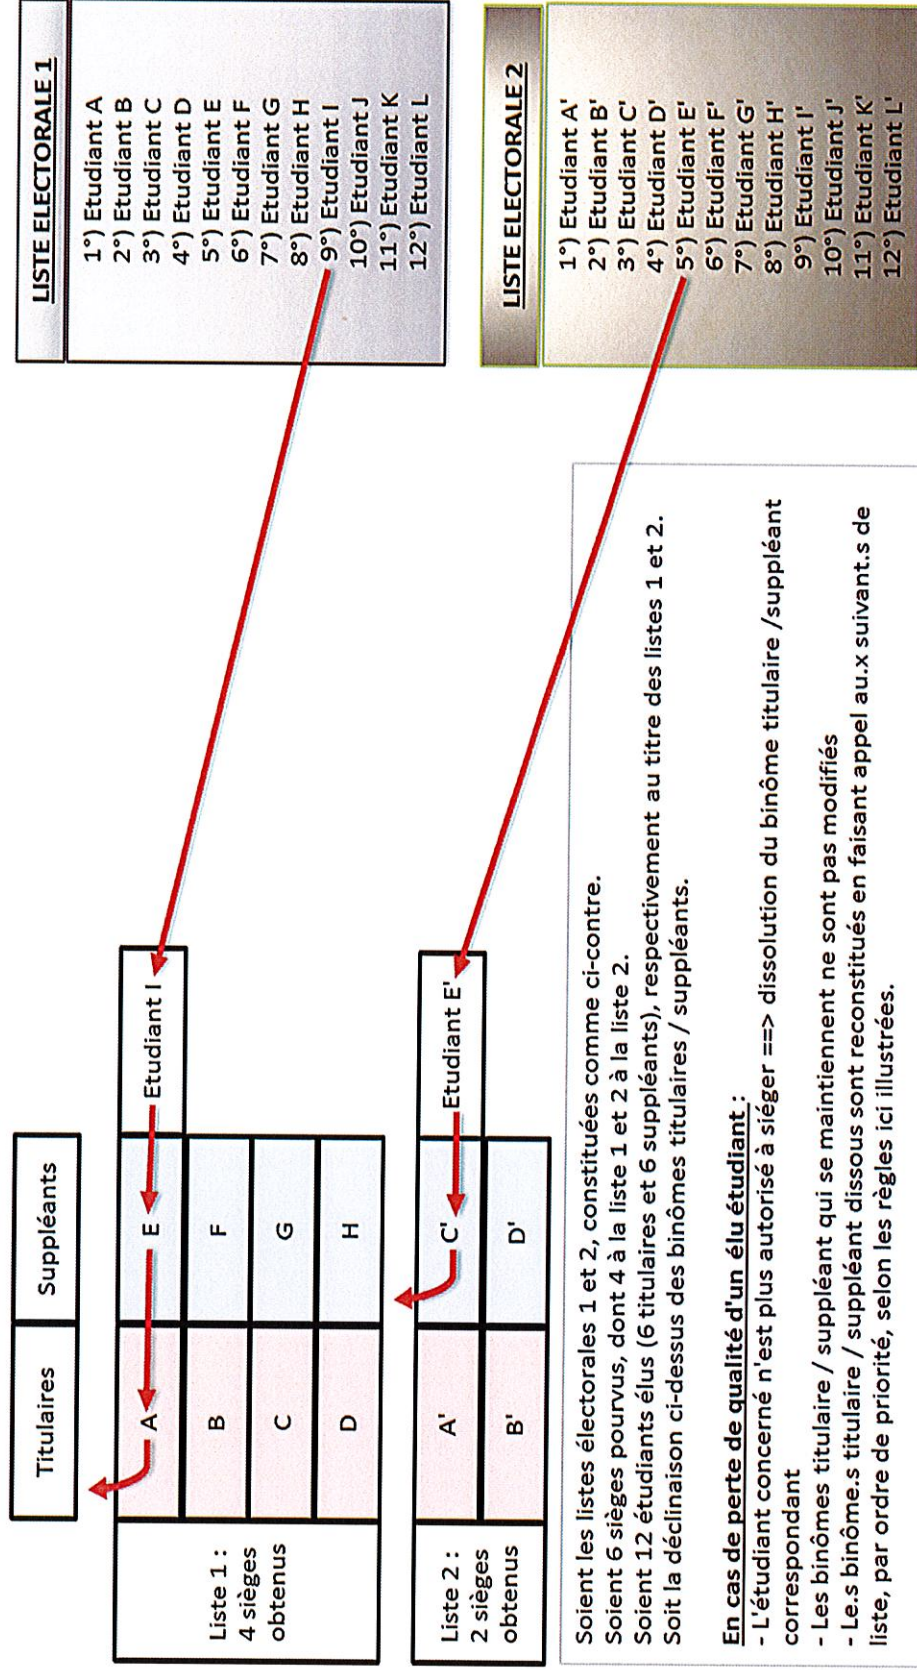 Titulaires
Suppléants
Liste 1 :
4 sièges
obtenus
A
E
Etudiant I
B
F
C
G
D
H
Liste 2 :
2 sièges
obtenus
A'
C'
Etudiant E'
B'
D'
LISTE ELECTORALE 1
1°) Etudiant A
2°) Etudiant B
3°) Etudiant C
4°) Etudiant D
5°) Etudiant E
6°) Etudiant F
7°) Etudiant G
8°) Etudiant H
9°) Etudiant I
10°) Etudiant J
11°) Etudiant K
12°) Etudiant L
LISTE ELECTORALE 2
1°) Etudiant A'
2°) Etudiant B'
3°) Etudiant C'
4°) Etudiant D'
5°) Etudiant E'
6°) Etudiant F'
7°) Etudiant G'
8°) Etudiant H'
9°) Etudiant I'
10°) Etudiant J'
11°) Etudiant K'
12°) Etudiant L'
Soient les listes électorales 1 et 2, constituées comme ci-contre.
Soient 6 sièges pourvus, dont 4 à la liste 1 et 2 à la liste 2.
Soient 12 étudiants élus (6 titulaires et 6 suppléants), respectivement au titre des listes 1 et 2.
Soit la déclinaison ci-dessus des binômes titulaires / suppléants.
En cas de perte de qualité d'un élu étudiant :
- L'étudiant concerné n'est plus autorisé à siéger ==> dissolution du binôme titulaire /suppléant
correspondant
- Les binômes titulaire / suppléant qui se maintiennent ne sont pas modifiés
- Le.s binôme.s titulaire / suppléant dissous sont reconstitués en faisant appel au.x suivant.s de
liste, par ordre de priorité, selon les règles ici illustrées.